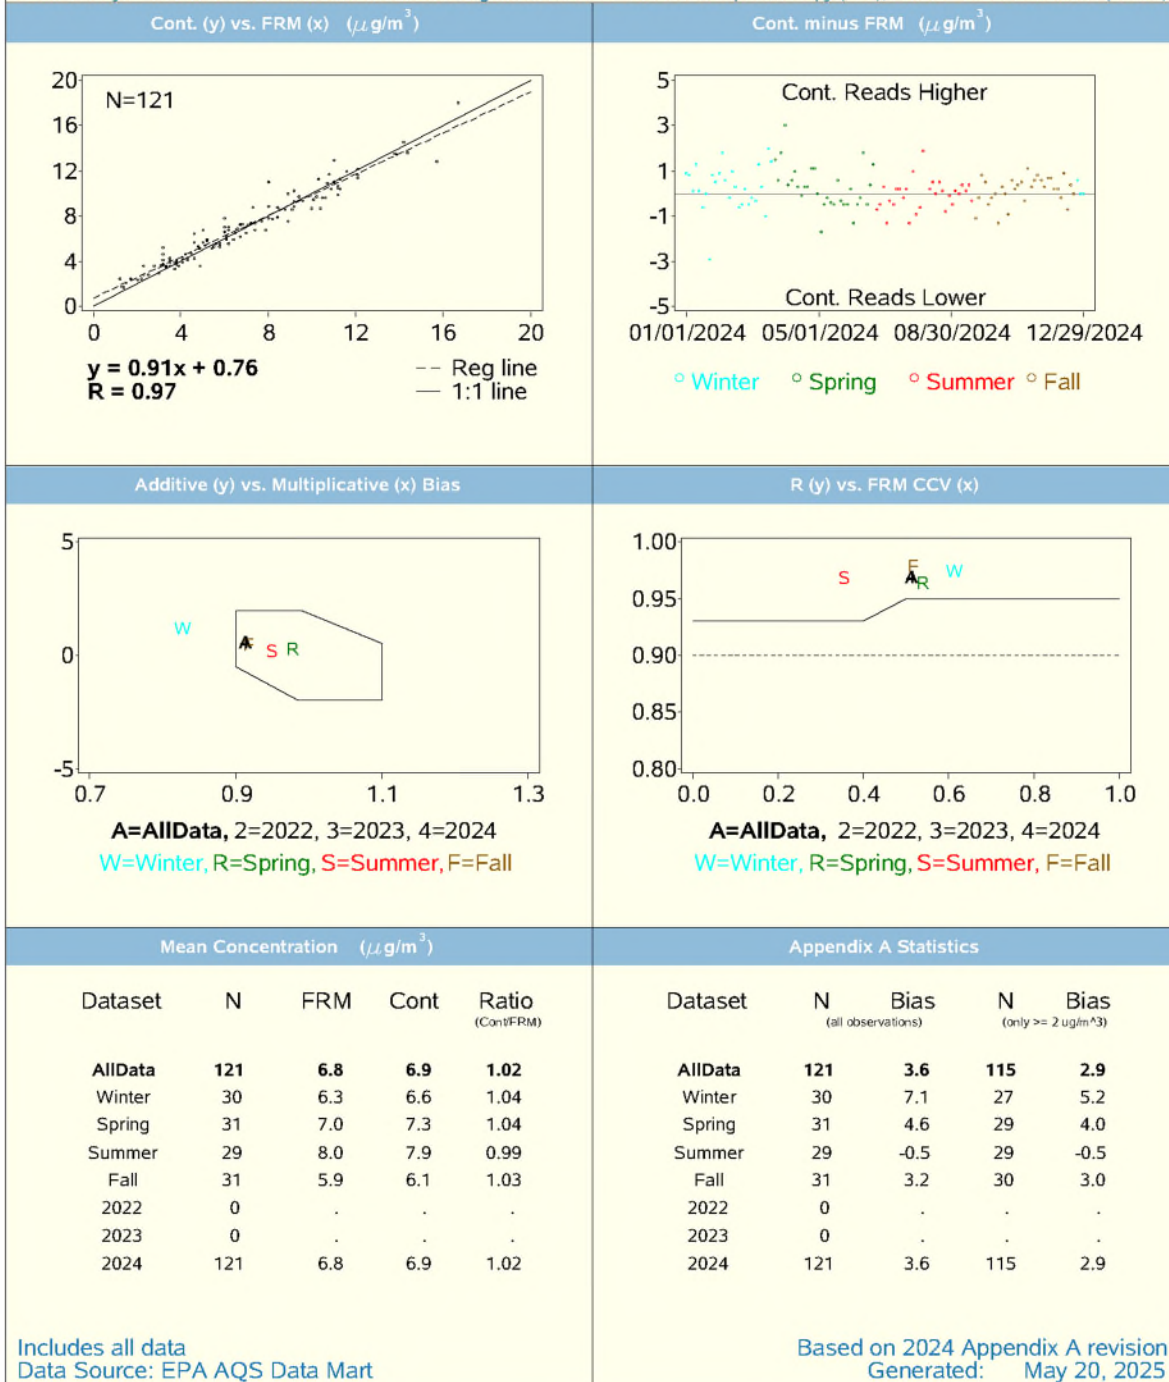 Cont. (y) vs. FRM (x) (μg/m³)
20
16
12
8
4
0
N=121
0 4 8 12 16 20
y = 0.91x + 0.76
R = 0.97
Reg line
1:1 line
Cont. minus FRM (μg/m³)
5
3
1
-1
-3
-5
Cont. Reads Higher
Cont. Reads Lower
01/01/2024 05/01/2024 08/30/2024 12/29/2024
Winter Spring Summer Fall
Additive (y) vs. Multiplicative (x) Bias
5
0
-5
W A F S R
0.7 0.9 1.1 1.3
A=AllData, 2=2022, 3=2023, 4=2024
W=Winter, R=Spring, S=Summer, F=Fall
R (y) vs. FRM CCV (x)
1.00
0.95
0.90
0.85
0.80
S F A R W
0.0 0.2 0.4 0.6 0.8 1.0
A=AllData, 2=2022, 3=2023, 4=2024
W=Winter, R=Spring, S=Summer, F=Fall
Mean Concentration (μg/m³)
Dataset N FRM Cont Ratio
(Cont/FRM)
AllData 121 6.8 6.9 1.02
Winter 30 6.3 6.6 1.04
Spring 31 7.0 7.3 1.04
Summer 29 8.0 7.9 0.99
Fall 31 5.9 6.1 1.03
2022 0 . . .
2023 0 . . .
2024 121 6.8 6.9 1.02
Appendix A Statistics
Dataset N Bias N Bias
(all observations) (only >= 2 ug/m^3)
AllData 121 3.6 115 2.9
Winter 30 7.1 27 5.2
Spring 31 4.6 29 4.0
Summer 29 -0.5 29 -0.5
Fall 31 3.2 30 3.0
2022 0 . . .
2023 0 . . .
2024 121 3.6 115 2.9
Includes all data
Data Source: EPA AQS Data Mart
Based on 2024 Appendix A revision
Generated: May 20, 2025